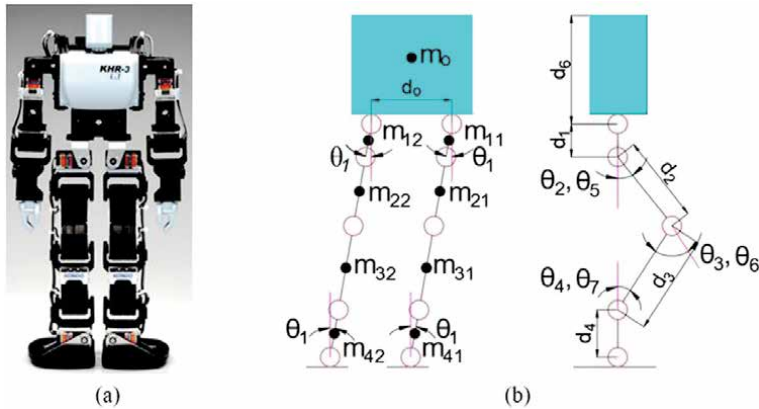 KHR-3
m₀
d₀
m₁₂
m₁₁
θ₁
θ₁
m₂₂
m₂₁
m₃₂
m₃₁
θ₁
θ₁
m₄₂
m₄₁
d₆
d₁
d₂
θ₂, θ₅
θ₃, θ₆
θ₄, θ₇
d₃
d₄
(a)
(b)